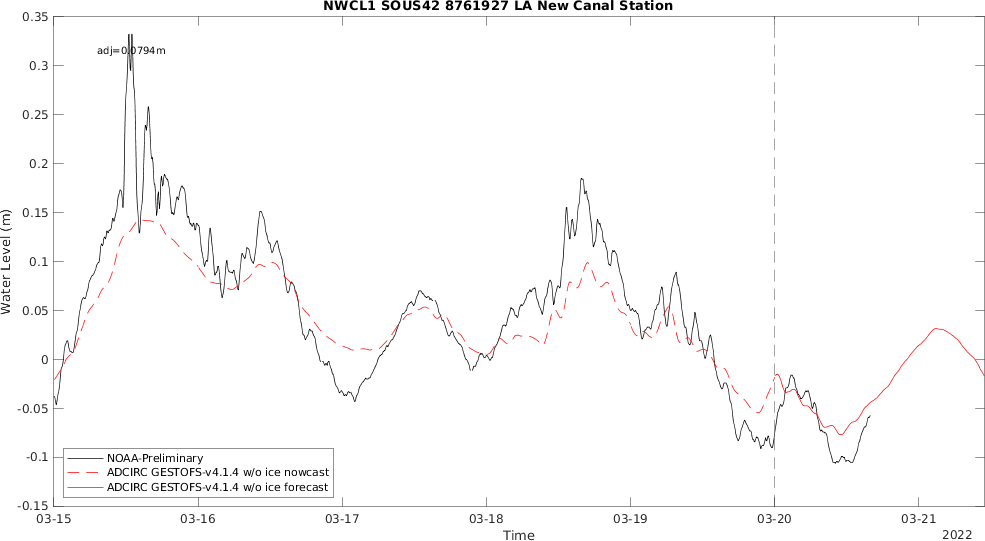 NWCL1 SOUS42 8761927 LA New Canal Station
0.35
adj=0.0794m
0.3
0.25
0.2
0.15
0.1
0.05
0
-0.05
-0.1
-0.15
Water Level (m)
NOAA-Preliminary
ADCIRC GESTOFS-v4.1.4 w/o ice nowcast
ADCIRC GESTOFS-v4.1.4 w/o ice forecast
03-15 03-16 03-17 03-18 03-19 03-20 03-21
Time
2022